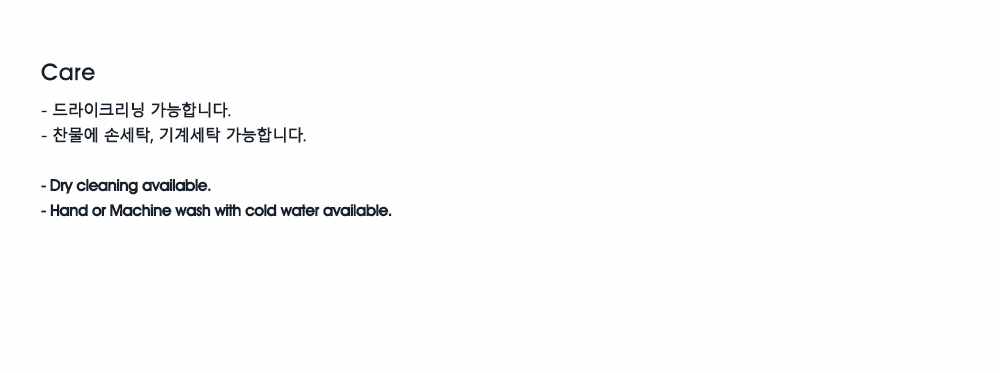 Care
- 드라이크리닝 가능합니다.
- 찬물에 손세탁, 기계세탁 가능합니다.
- Dry cleaning available.
- Hand or Machine wash with cold water available.